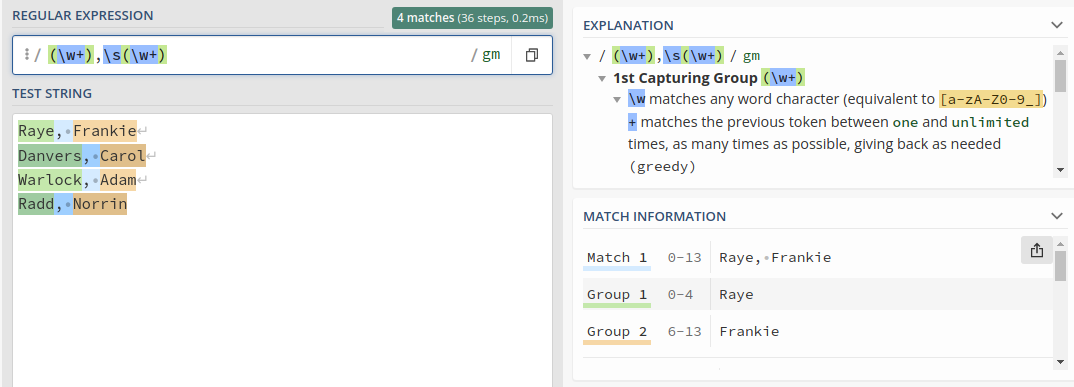 REGULAR EXPRESSION
4 matches (36 steps, 0.2ms)
/ (\w+),\s(\w+) / gm
TEST STRING
Raye, Frankie
Danvers, Carol
Warlock, Adam
Radd, Norrin
EXPLANATION
/ (\w+),\s(\w+) / gm
1st Capturing Group (\w+)
\w matches any word character (equivalent to [a-zA-Z0-9_])
+ matches the previous token between one and unlimited
times, as many times as possible, giving back as needed
(greedy)
MATCH INFORMATION
Match 1 0-13 Raye,•Frankie
Group 1 0-4 Raye
Group 2 6-13 Frankie